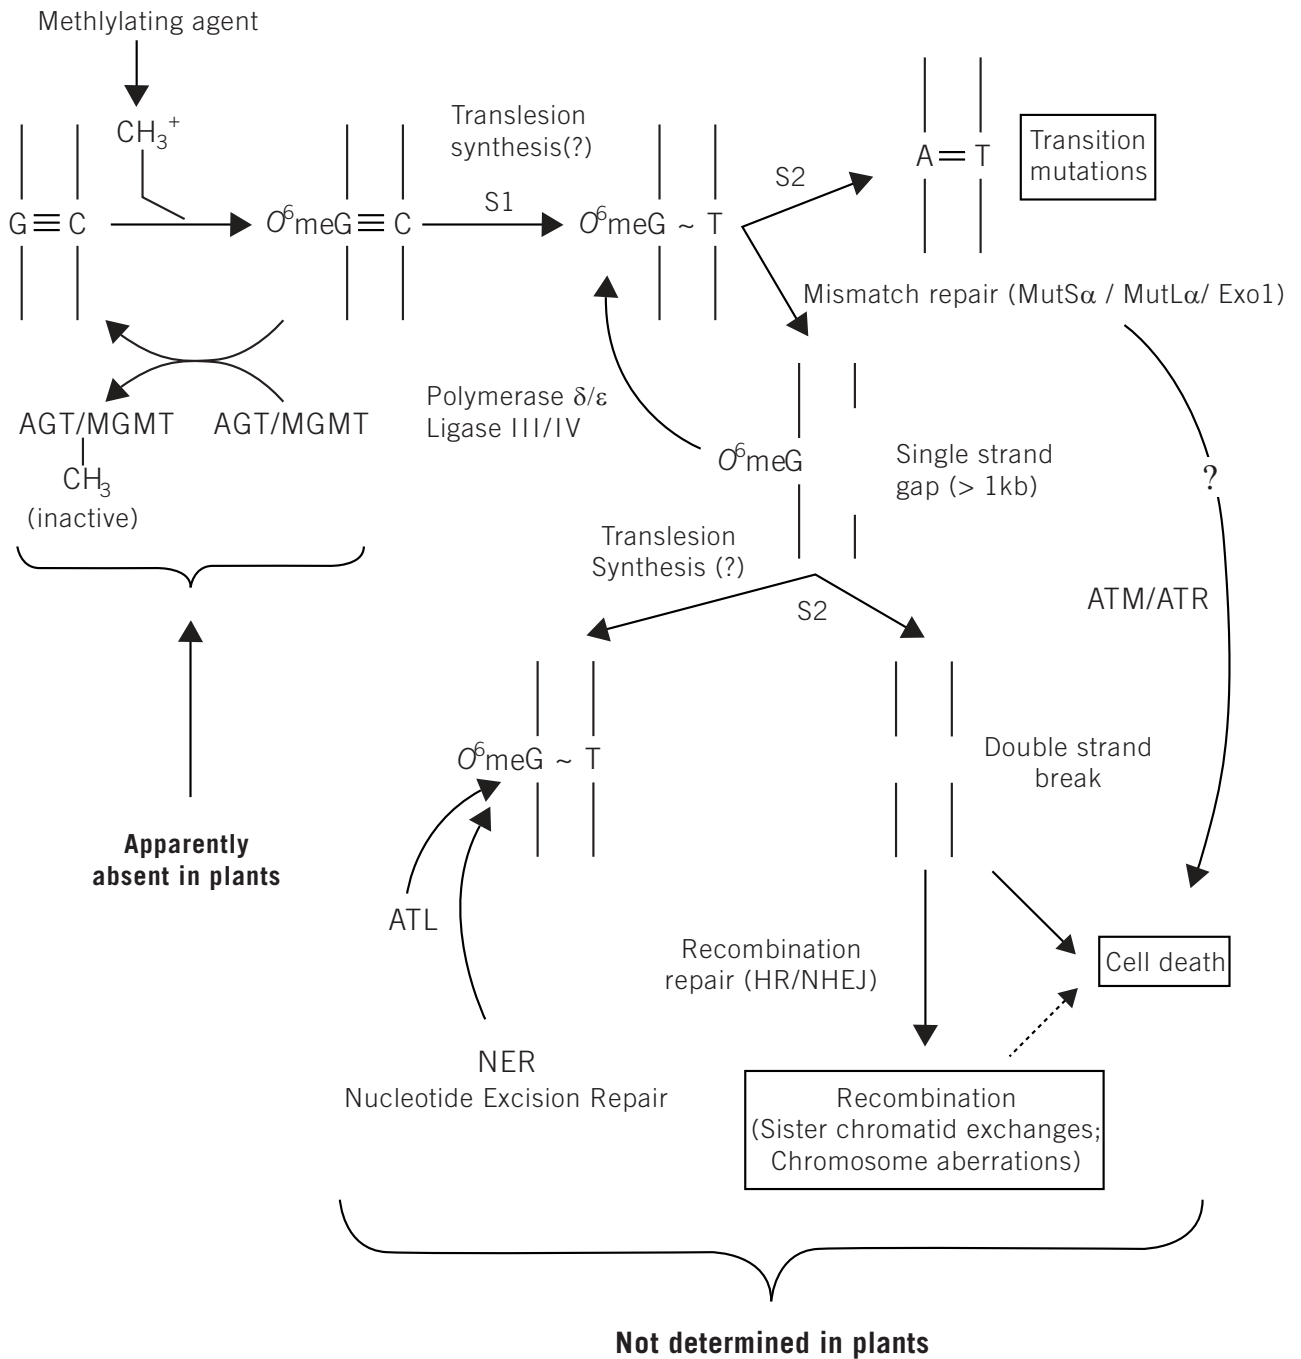 Methlylating agent
CH₃⁺
G≡C
O⁶meG≡C
Translesion
synthesis(?)
S1
O⁶meG ~ T
S2
A=T
Transition
mutations
Mismatch repair (MutSα / MutLα/ Exo1)
AGT/MGMT
CH₃
(inactive)
AGT/MGMT
Polymerase δ/ε
Ligase III/IV
O⁶meG
Single strand
gap (> 1kb)
?
ATM/ATR
Translesion
Synthesis (?)
S2
Apparently
absent in plants
O⁶meG ~ T
Double strand
break
ATL
NER
Nucleotide Excision Repair
Recombination
repair (HR/NHEJ)
Cell death
Recombination
(Sister chromatid exchanges;
Chromosome aberrations)
Not determined in plants